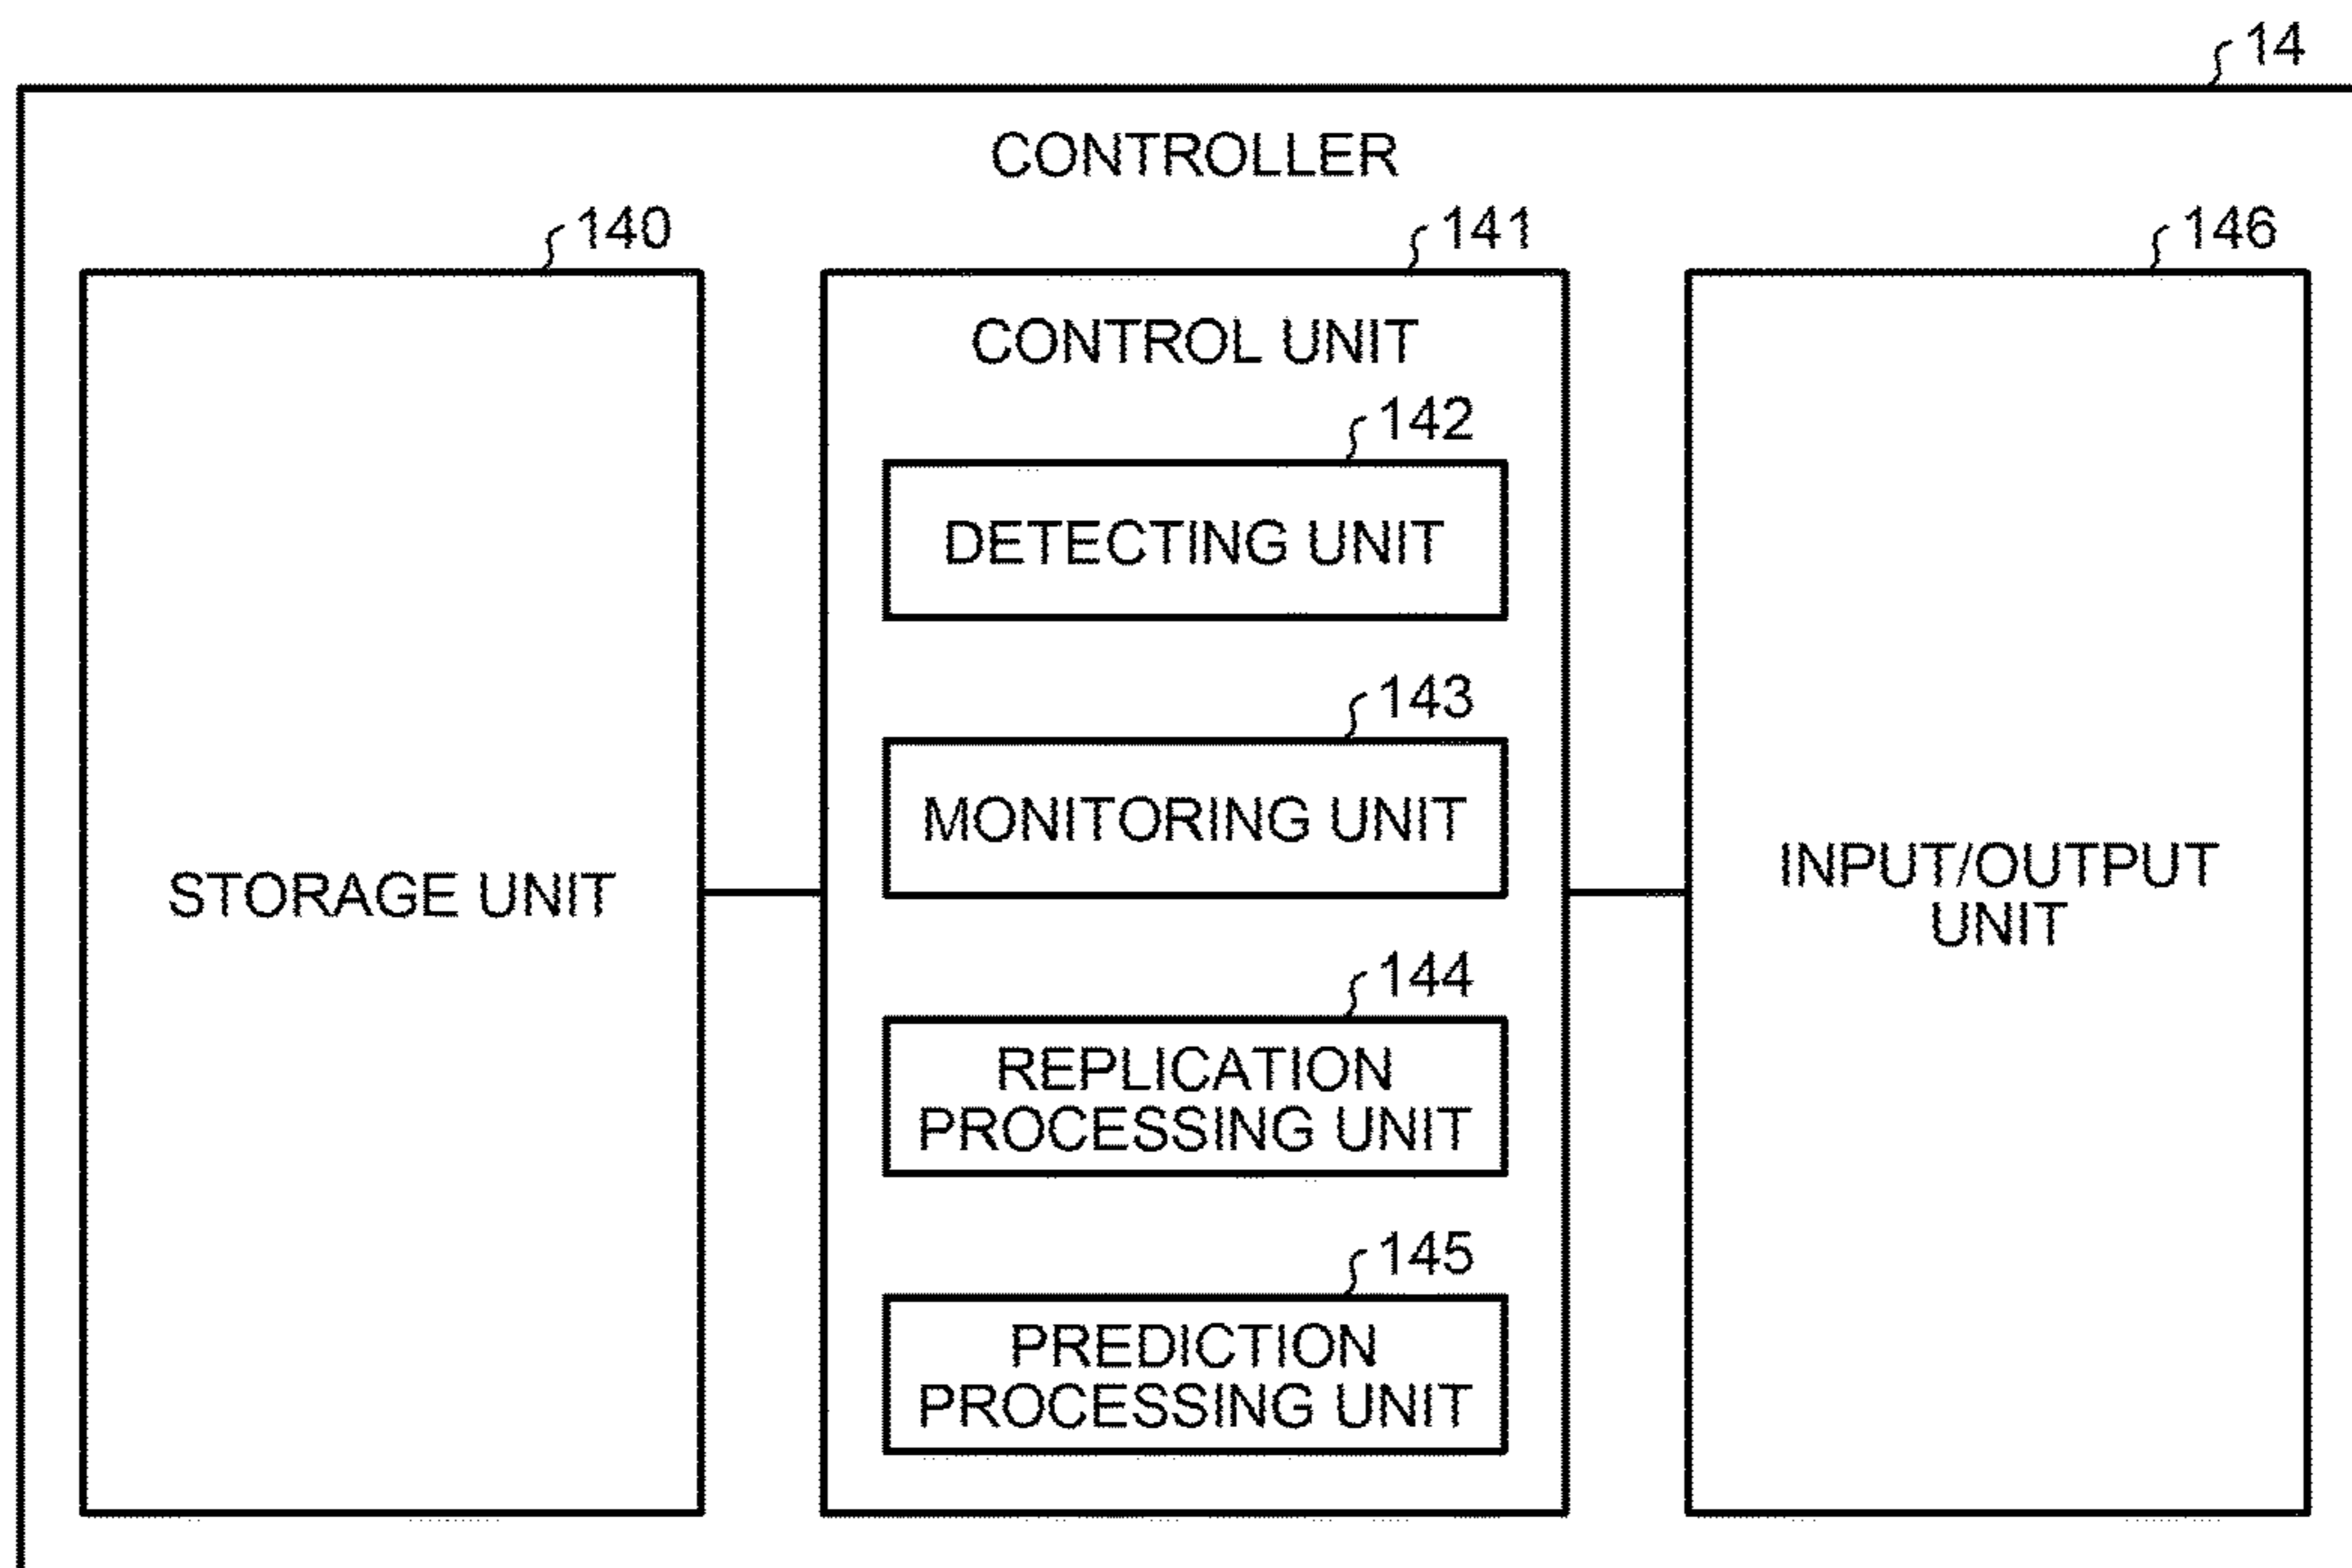 14
CONTROLLER
140
141
146
CONTROL UNIT
142
DETECTING UNIT
143
MONITORING UNIT
STORAGE UNIT
INPUT/OUTPUT
UNIT
144
REPLICATION
PROCESSING UNIT
145
PREDICTION
PROCESSING UNIT